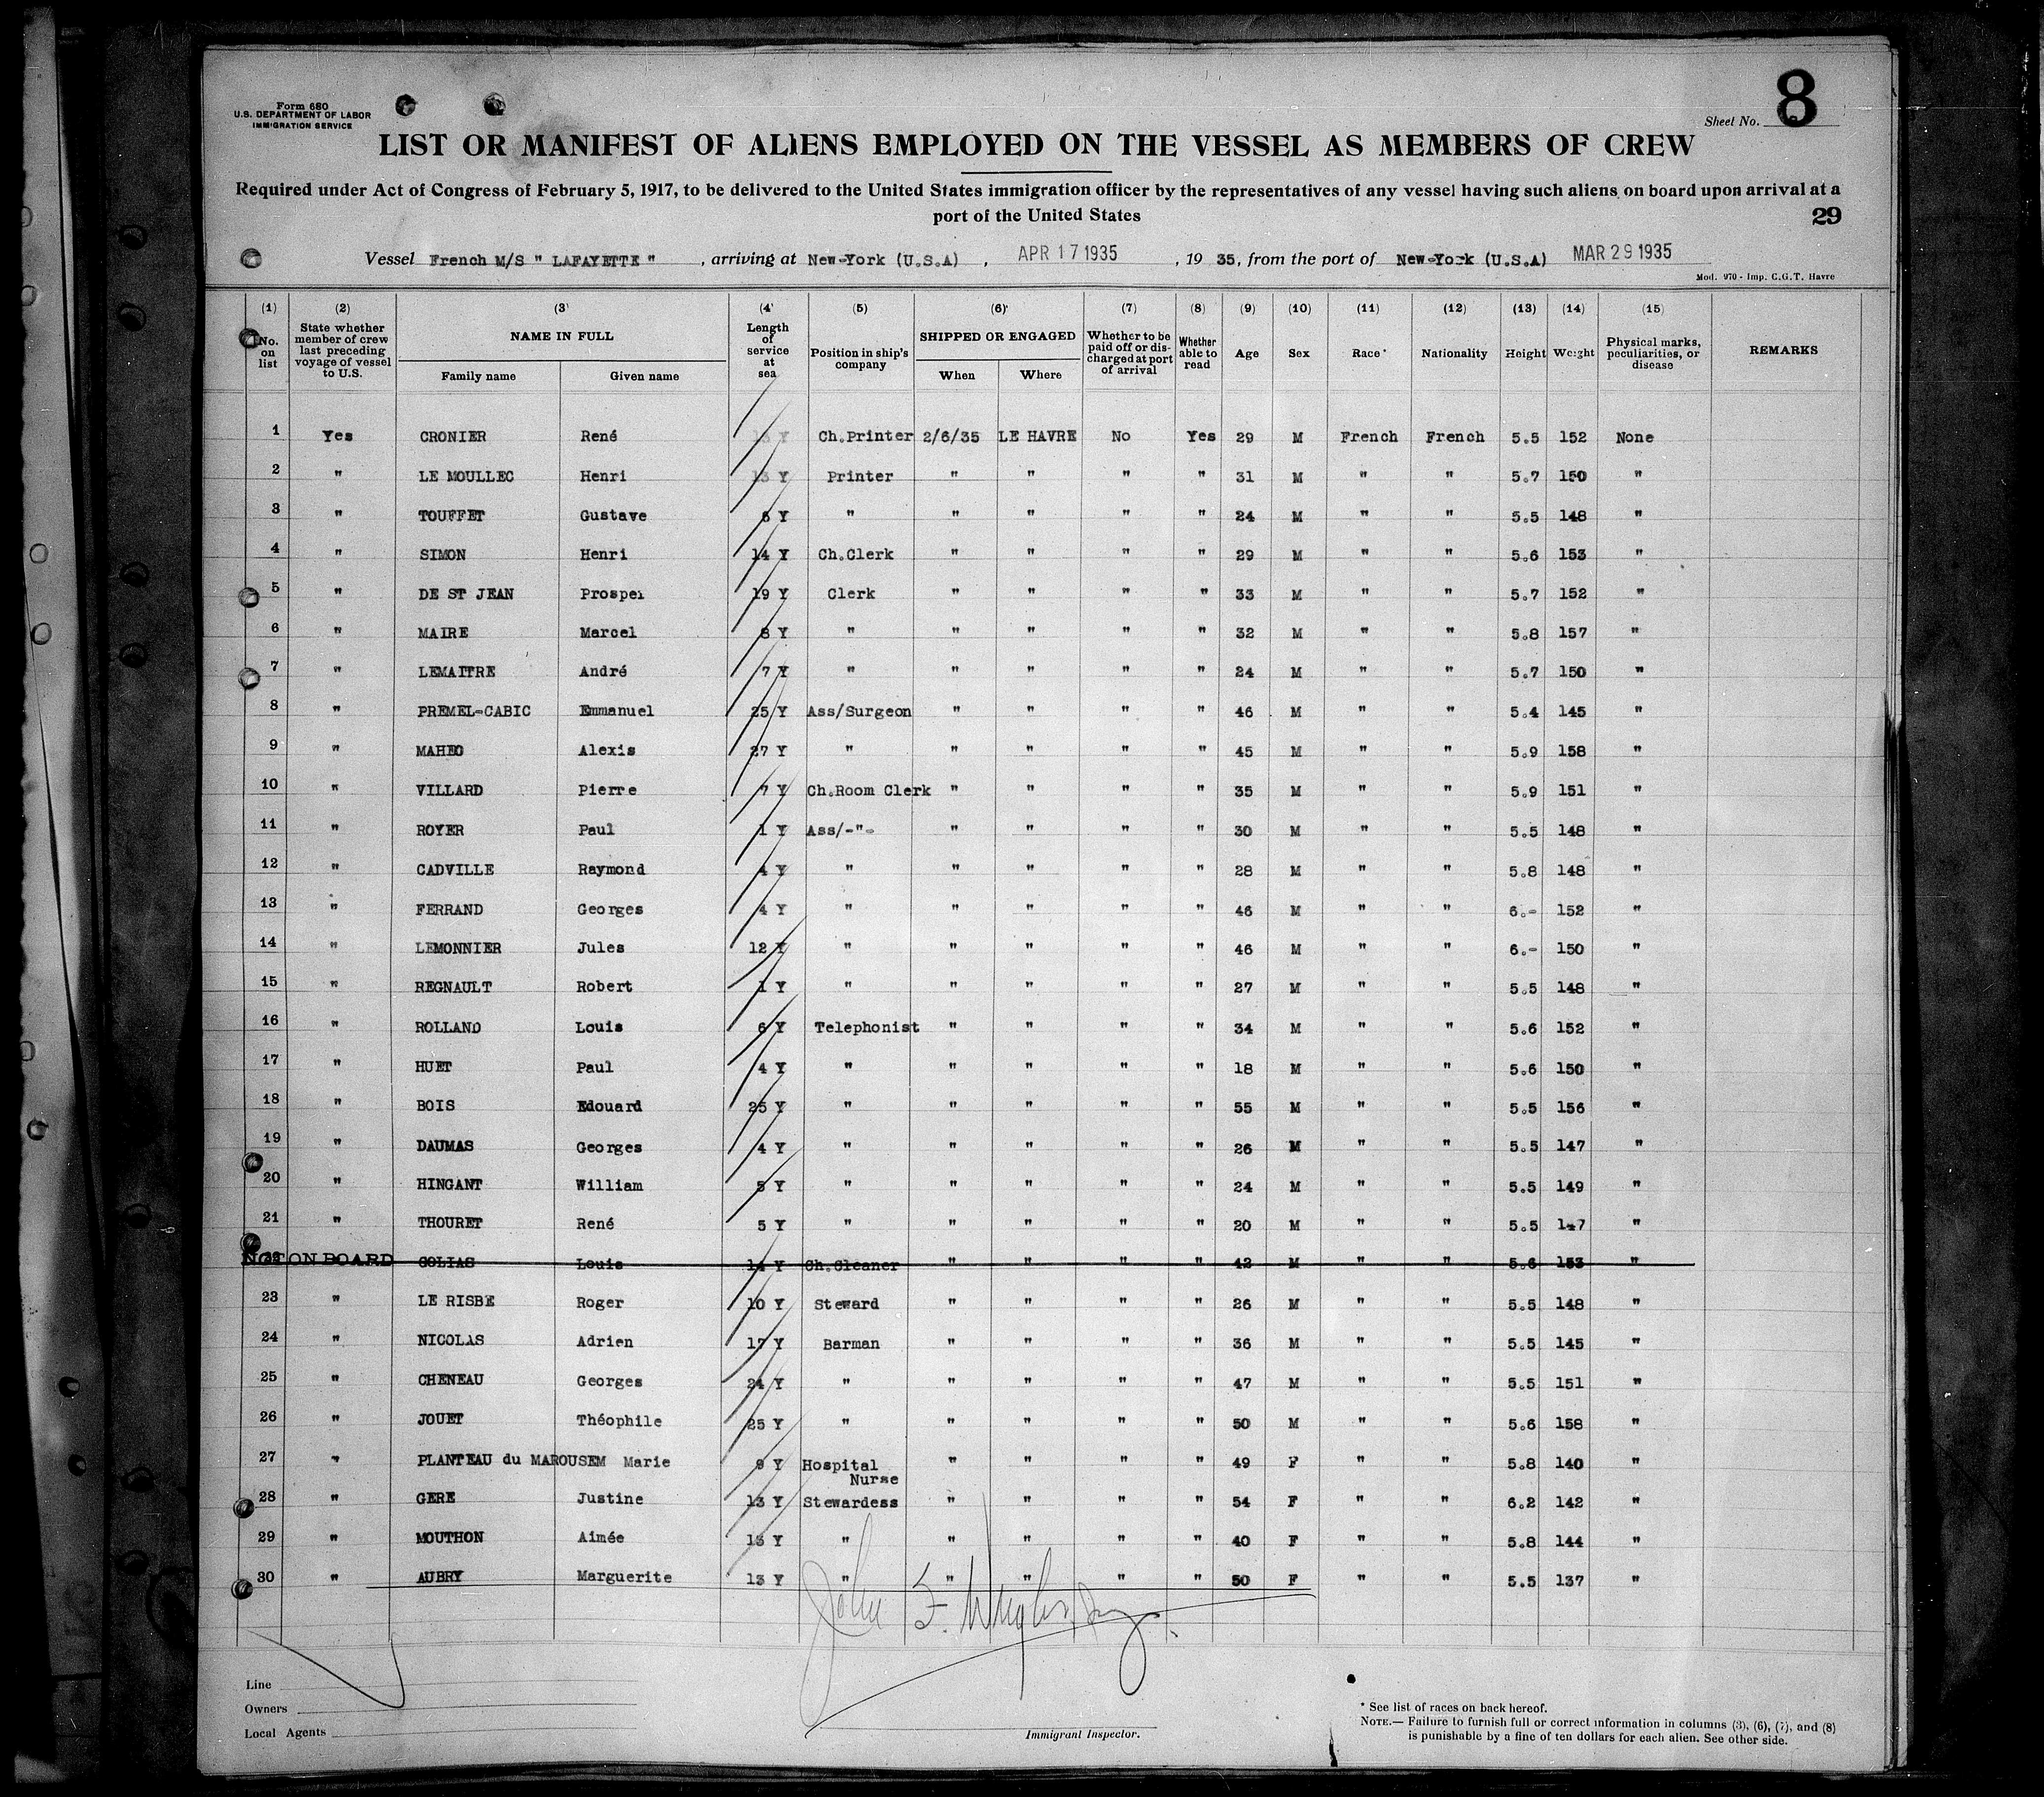 Form 680
U.S. DEPARTMENT OF LABOR
IMMIGRATION SERVICE
Sheet No. 8
LIST OR MANIFEST OF ALIENS EMPLOYED ON THE VESSEL AS MEMBERS OF CREW
Required under Act of Congress of February 5, 1917, to be delivered to the United States immigration officer by the representatives of any vessel having such aliens on board upon arrival at a
port of the United States
29
Vessel French M/S " LAFAYETTE " , arriving at New-York (U.S.A) , APR 17 1935 , 19 35, from the port of New-York (U.S.A) MAR 29 1935
Mod. 970 - Imp. C.G.T. Havre
(1) (2) (3) (4) (5) (6) (7) (8) (9) (10) (11) (12) (13) (14) (15)
No. on list State whether member of crew last preceding voyage of vessel to U.S. NAME IN FULL Family name Given name Length of service at sea Position in ship's company SHIPPED OR ENGAGED When Where Whether to be paid off or discharged at port of arrival Whether able to read Age Sex Race * Nationality Height Weight Physical marks, peculiarities, or disease REMARKS
1 Yes CRONIER René Y Ch.Printer 2/6/35 LE HAVRE No Yes 29 M French French 5.5 152 None
2 " LE MOULLEC Henri 13 Y Printer " " " " 31 M " " 5.7 150 "
3 " TOUFFET Gustave 6 Y " " " " " 24 M " " 5.5 148 "
4 " SIMON Henri 14 Y Ch.Clerk " " " " 29 M " " 5.6 153 "
5 " DE ST JEAN Prosper 19 Y Clerk " " " " 33 M " " 5.7 152 "
6 " MAIRE Marcel 8 Y " " " " " 32 M " " 5.8 157 "
7 " LEMAITRE André 7 Y " " " " " 24 M " " 5.7 150 "
8 " PREMEL-CABIC Emmanuel 25 Y Ass/Surgeon " " " " 46 M " " 5.4 145 "
9 " MAHEO Alexis 27 Y " " " " " 45 M " " 5.9 158 "
10 " VILLARD Pierre 7 Y Ch.Room Clerk " " " " 35 M " " 5.9 151 "
11 " ROYER Paul 1 Y Ass/-"- " " " " 30 M " " 5.5 148 "
12 " CADVILLE Raymond 4 Y " " " " " 28 M " " 5.8 148 "
13 " FERRAND Georges 4 Y " " " " " 46 M " " 6.- 152 "
14 " LEMONNIER Jules 12 Y " " " " " 46 M " " 6.- 150 "
15 " REGNAULT Robert 1 Y " " " " " 27 M " " 5.5 148 "
16 " ROLLAND Louis 6 Y Telephonist " " " " 34 M " " 5.6 152 "
17 " HUET Paul 4 Y " " " " " 18 M " " 5.6 150 "
18 " BOIS Edouard 25 Y " " " " " 55 M " " 5.5 156 "
19 " DAUMAS Georges 4 Y " " " " " 26 M " " 5.5 147 "
20 " HINGANT William 5 Y " " " " " 24 M " " 5.5 149 "
21 " THOURET René 5 Y " " " " " 20 M " " 5.5 147 "
22 NOT ON BOARD GOLIAS Louis 14 Y Ch.Cleaner " " " " 42 M " " 5.6 153 "
23 " LE RISBE Roger 10 Y Steward " " " " 26 M " " 5.5 148 "
24 " NICOLAS Adrien 17 Y Barman " " " " 36 M " " 5.5 145 "
25 " CHENEAU Georges 24 Y " " " " " 47 M " " 5.5 151 "
26 " JOUET Théophile 25 Y " " " " " 50 M " " 5.6 158 "
27 " PLANTEAU du MAROUSEM Marie 9 Y Hospital Nurse " " " " 49 F " " 5.8 140 "
28 " GERE Justine 13 Y Stewardess " " " " 54 F " " 6.2 142 "
29 " MOUTHON Aimée 13 Y " " " " " 40 F " " 5.8 144 "
30 " AUBRY Marguerite 13 Y " " " " " 50 F " " 5.5 137 "
Line
Owners
Local Agents
Immigrant Inspector.
* See list of races on back hereof.
NOTE.— Failure to furnish full or correct information in columns (3), (6), (7), and (8)
is punishable by a fine of ten dollars for each alien. See other side.